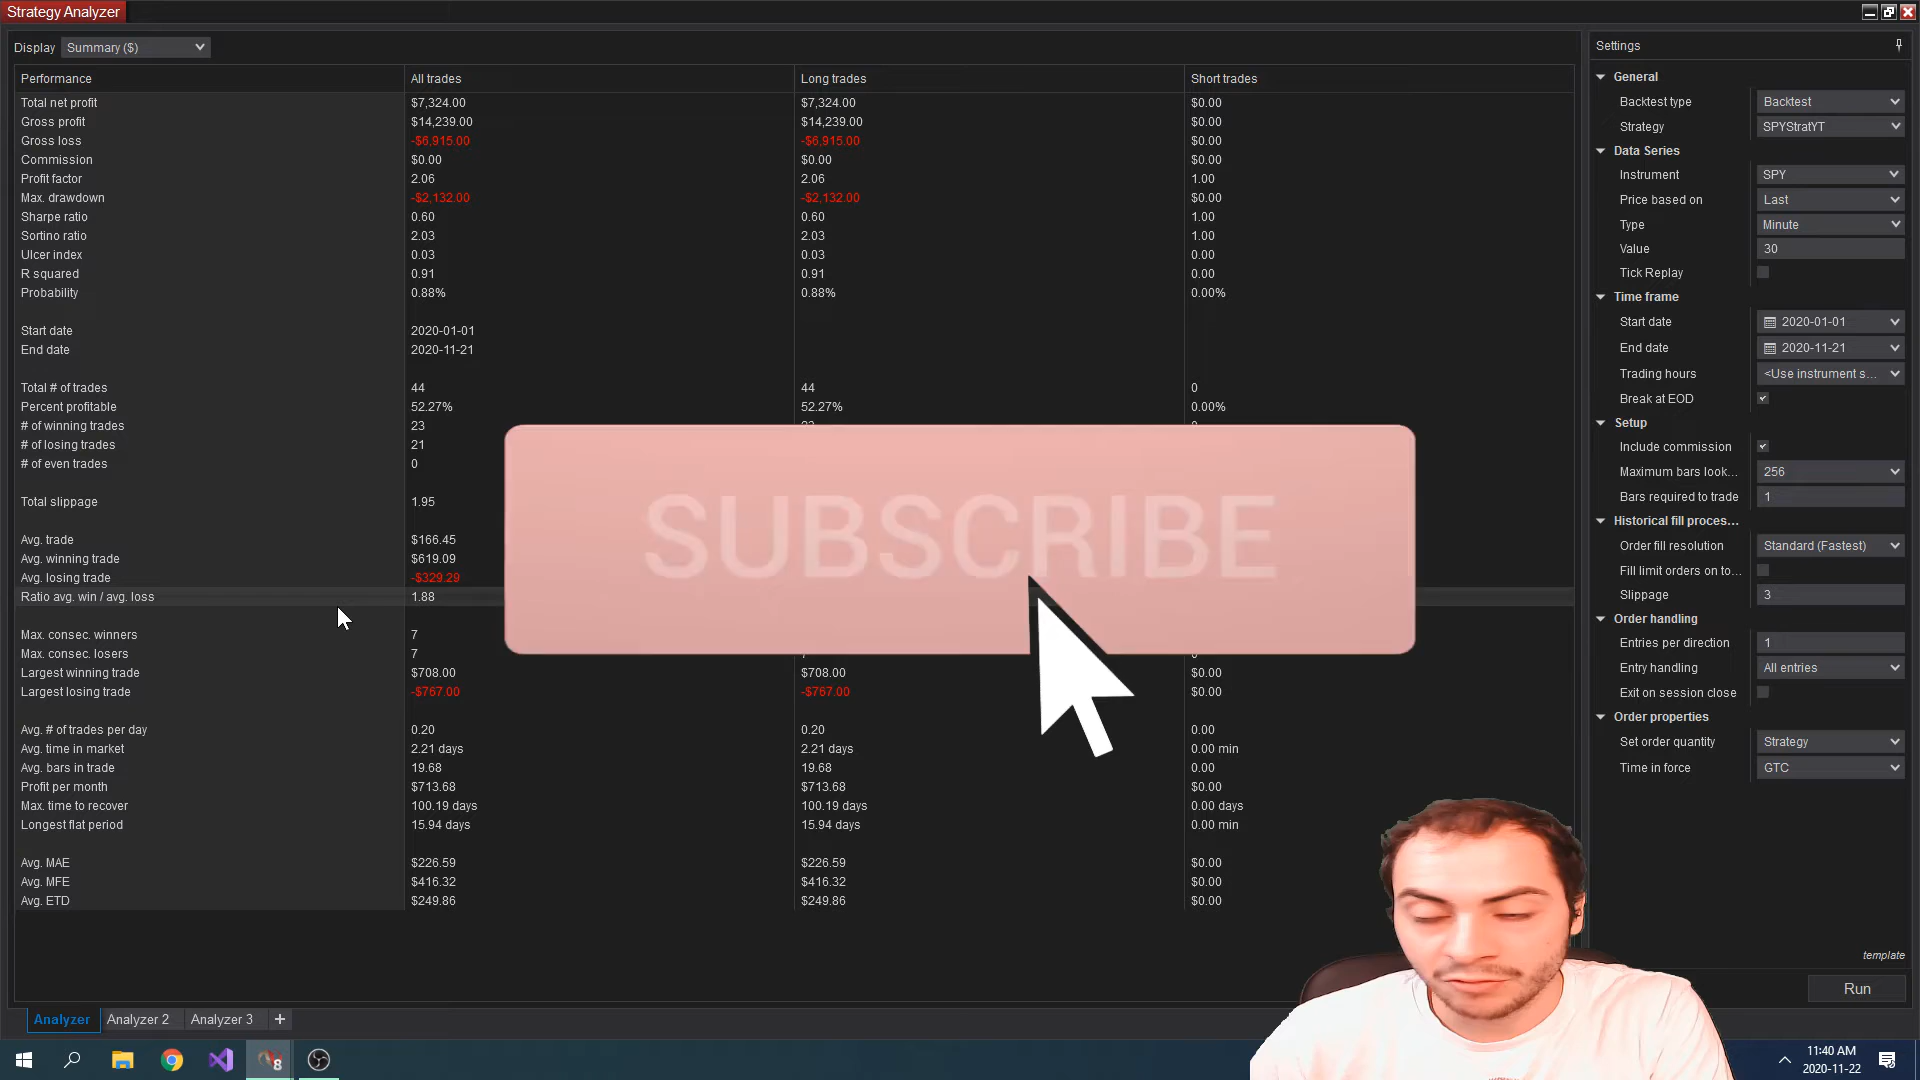 Strategy Analyzer
Display Summary ($)
Performance All trades Long trades Short trades
Total net profit $7,324.00 $7,324.00 $0.00
Gross profit $14,239.00 $14,239.00 $0.00
Gross loss -$6,915.00 -$6,915.00 $0.00
Commission $0.00 $0.00 $0.00
Profit factor 2.06 2.06 1.00
Max. drawdown -$2,132.00 -$2,132.00 $0.00
Sharpe ratio 0.60 0.60 1.00
Sortino ratio 2.03 2.03 1.00
Ulcer index 0.03 0.03 0.00
R squared 0.91 0.91 0.00
Probability 0.88% 0.88% 0.00%
Start date 2020-01-01
End date 2020-11-21
Total # of trades 44 44 0
Percent profitable 52.27% 52.27% 0.00%
# of winning trades 23
# of losing trades 21
# of even trades 0
Total slippage 1.95
Avg. trade $166.45
Avg. winning trade $619.09
Avg. losing trade -$329.29
Ratio avg. win / avg. loss 1.88
Max. consec. winners 7
Max. consec. losers 7
Largest winning trade $708.00 $708.00 $0.00
Largest losing trade -$767.00 -$767.00 $0.00
Avg. # of trades per day 0.20 0.20 0.00
Avg. time in market 2.21 days 2.21 days 0.00 min
Avg. bars in trade 19.68 19.68 0.00
Profit per month $713.68 $713.68 $0.00
Max. time to recover 100.19 days 100.19 days 0.00 days
Longest flat period 15.94 days 15.94 days 0.00 min
Avg. MAE $226.59 $226.59 $0.00
Avg. MFE $416.32 $416.32 $0.00
Avg. ETD $249.86 $249.86 $0.00
SUBSCRIBE
Settings
General
Backtest type Backtest
Strategy SPYStratYT
Data Series
Instrument SPY
Price based on Last
Type Minute
Value 30
Tick Replay
Time frame
Start date 2020-01-01
End date 2020-11-21
Trading hours <Use instrument s...
Break at EOD
Setup
Include commission
Maximum bars look... 256
Bars required to trade 1
Historical fill proces...
Order fill resolution Standard (Fastest)
Fill limit orders on to...
Slippage 3
Order handling
Entries per direction 1
Entry handling All entries
Exit on session close
Order properties
Set order quantity Strategy
Time in force GTC
template
Run
Analyzer Analyzer 2 Analyzer 3 +
8
11:40 AM
2020-11-22